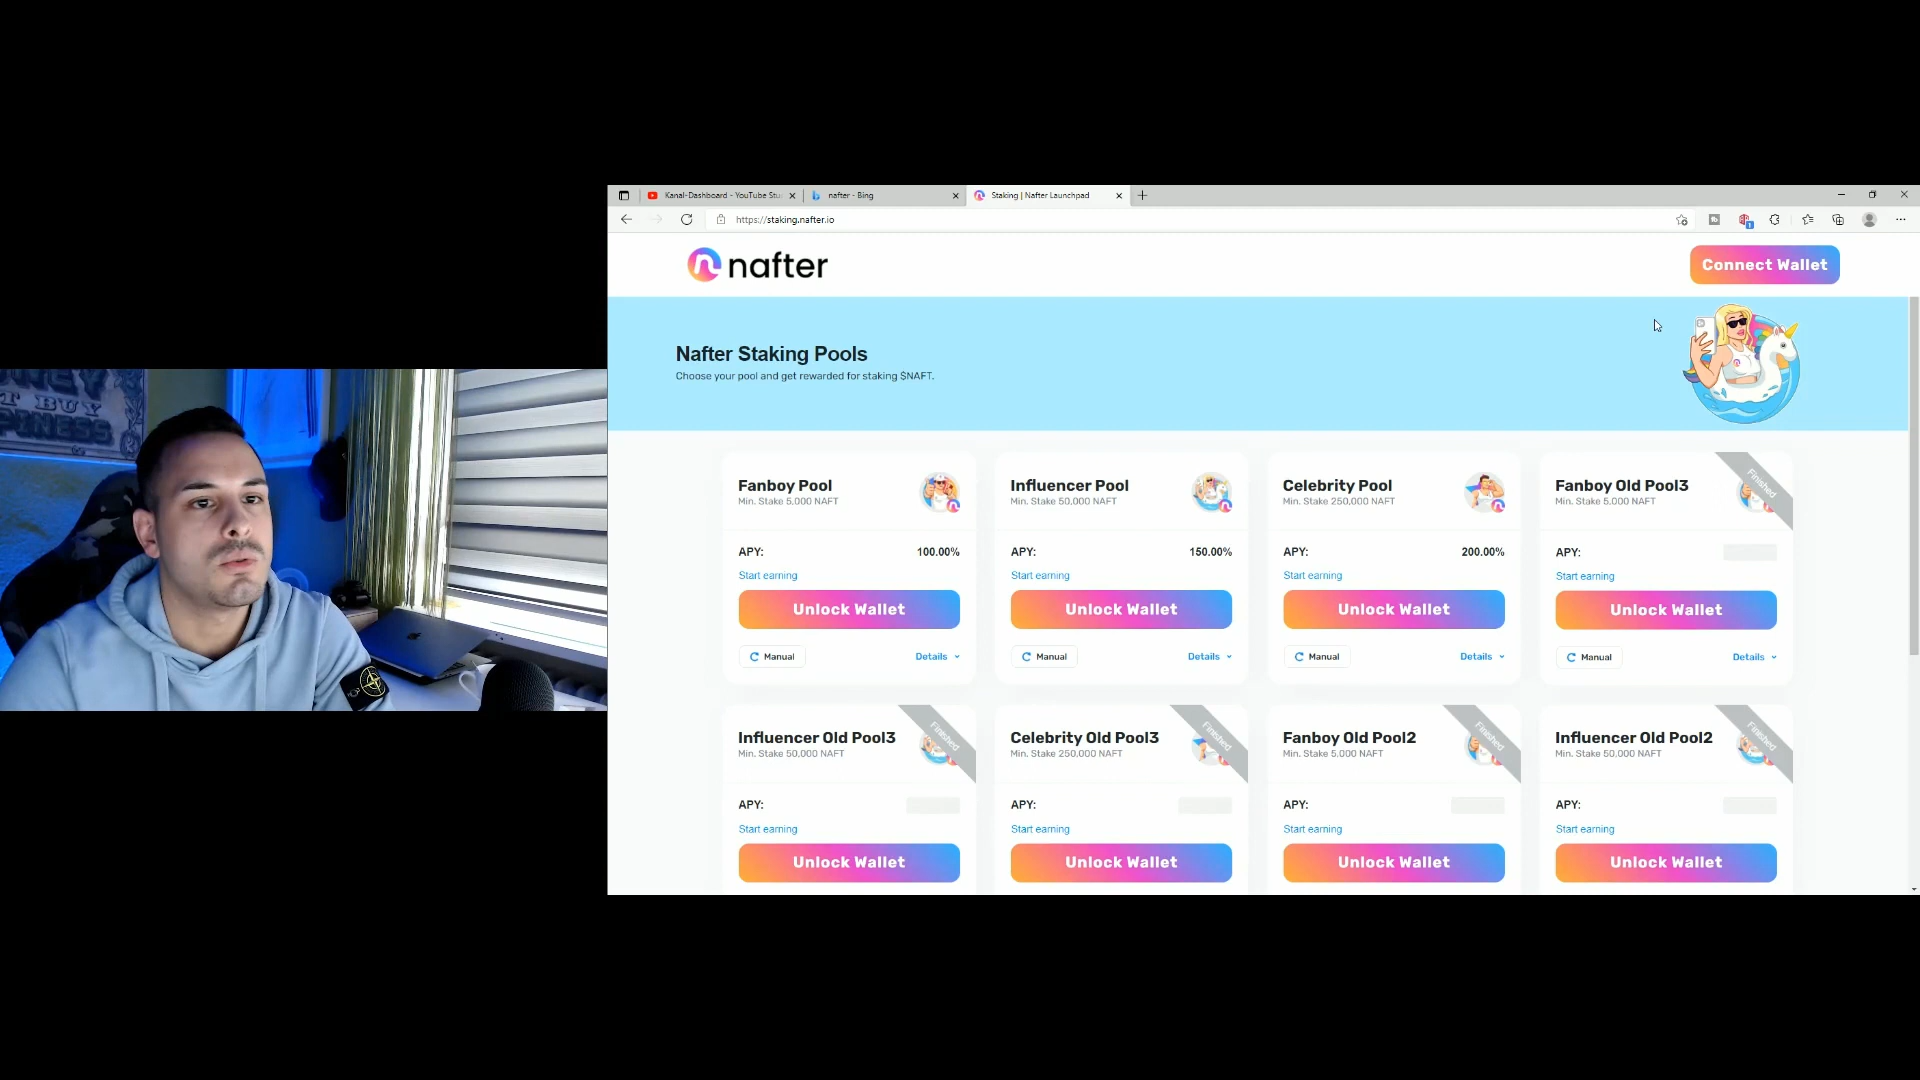 NEY
T BUY
PINESS
Kanal-Dashboard - YouTube Stu
nafter - Bing
Staking | Nafter Launchpad
https://staking.nafter.io
nafter
Connect Wallet
Nafter Staking Pools
Choose your pool and get rewarded for staking $NAFT.
Fanboy Pool
Min. Stake 5,000 NAFT
APY:
100.00%
Start earning
Unlock Wallet
Manual
Details
Influencer Pool
Min. Stake 50,000 NAFT
APY:
150.00%
Start earning
Unlock Wallet
Manual
Details
Celebrity Pool
Min. Stake 250,000 NAFT
APY:
200.00%
Start earning
Unlock Wallet
Manual
Details
Fanboy Old Pool3
Min. Stake 5,000 NAFT
Finished
APY:
Start earning
Unlock Wallet
Manual
Details
Influencer Old Pool3
Min. Stake 50,000 NAFT
Finished
APY:
Start earning
Unlock Wallet
Celebrity Old Pool3
Min. Stake 250,000 NAFT
Finished
APY:
Start earning
Unlock Wallet
Fanboy Old Pool2
Min. Stake 5,000 NAFT
Finished
APY:
Start earning
Unlock Wallet
Influencer Old Pool2
Min. Stake 50,000 NAFT
Finished
APY:
Start earning
Unlock Wallet